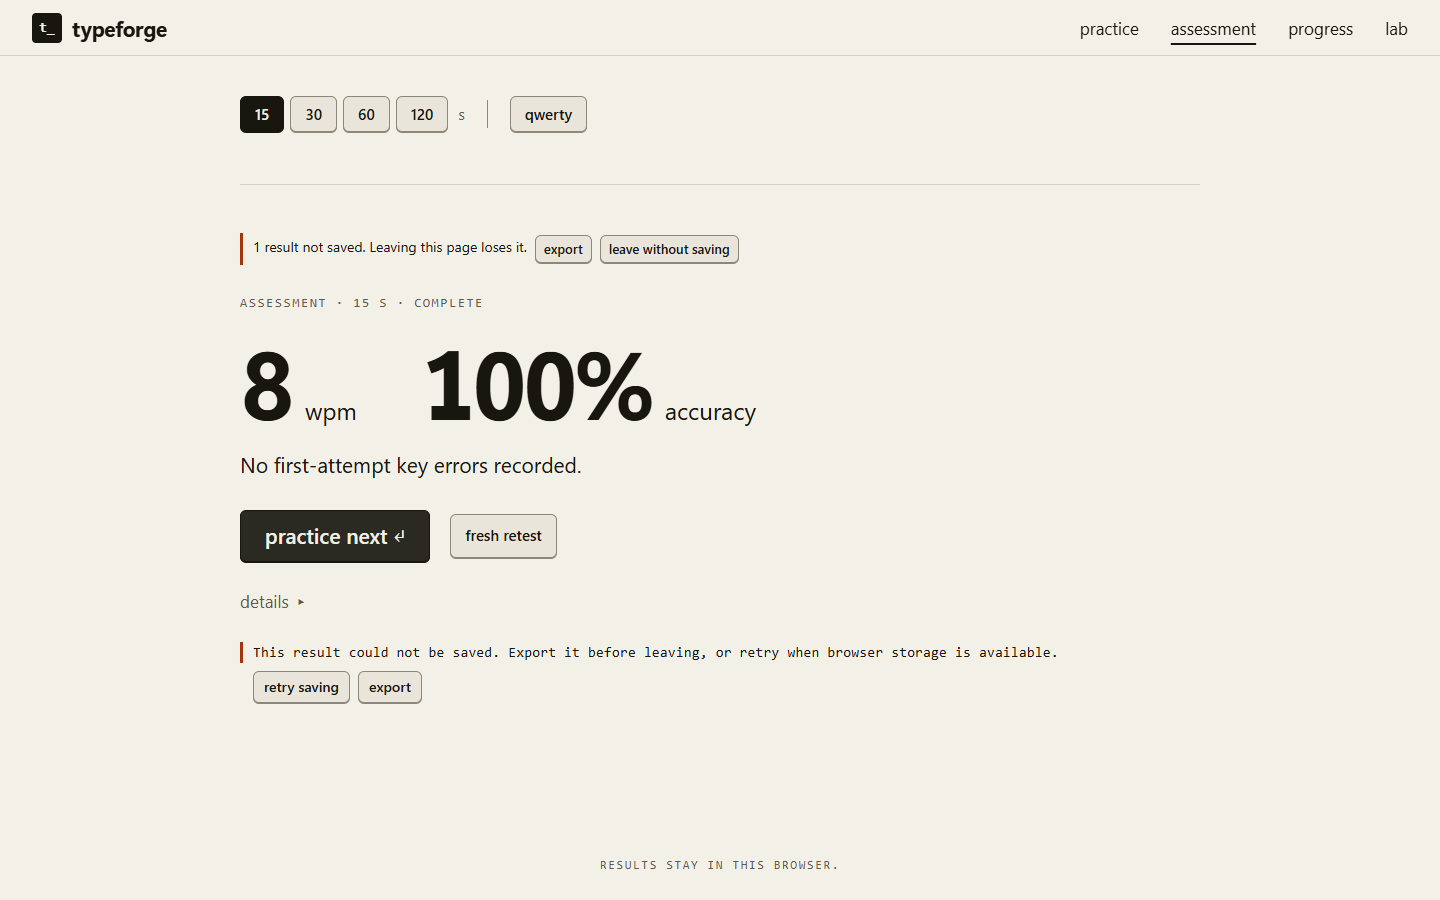 t_ typeforge practice assessment progress lab
15 30 60 120 s qwerty
1 result not saved. Leaving this page loses it. export leave without saving
ASSESSMENT · 15 S · COMPLETE
8 wpm 100% accuracy
No first-attempt key errors recorded.
practice next ↵ fresh retest
details ▸
This result could not be saved. Export it before leaving, or retry when browser storage is available.
retry saving export
RESULTS STAY IN THIS BROWSER.